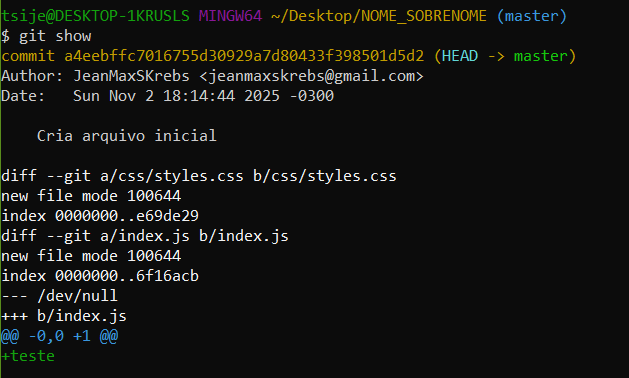 tsije@DESKTOP-1KRUSLS MINGW64 ~/Desktop/NOME_SOBRENOME (master)
$ git show
commit a4eebffc7016755d30929a7d80433f398501d5d2 (HEAD -> master)
Author: JeanMaxSKrebs <jeanmaxskrebs@gmail.com>
Date:   Sun Nov 2 18:14:44 2025 -0300
    Cria arquivo inicial
diff --git a/css/styles.css b/css/styles.css
new file mode 100644
index 0000000..e69de29
diff --git a/index.js b/index.js
new file mode 100644
index 0000000..6f16acb
--- /dev/null
+++ b/index.js
@@ -0,0 +1 @@
+teste